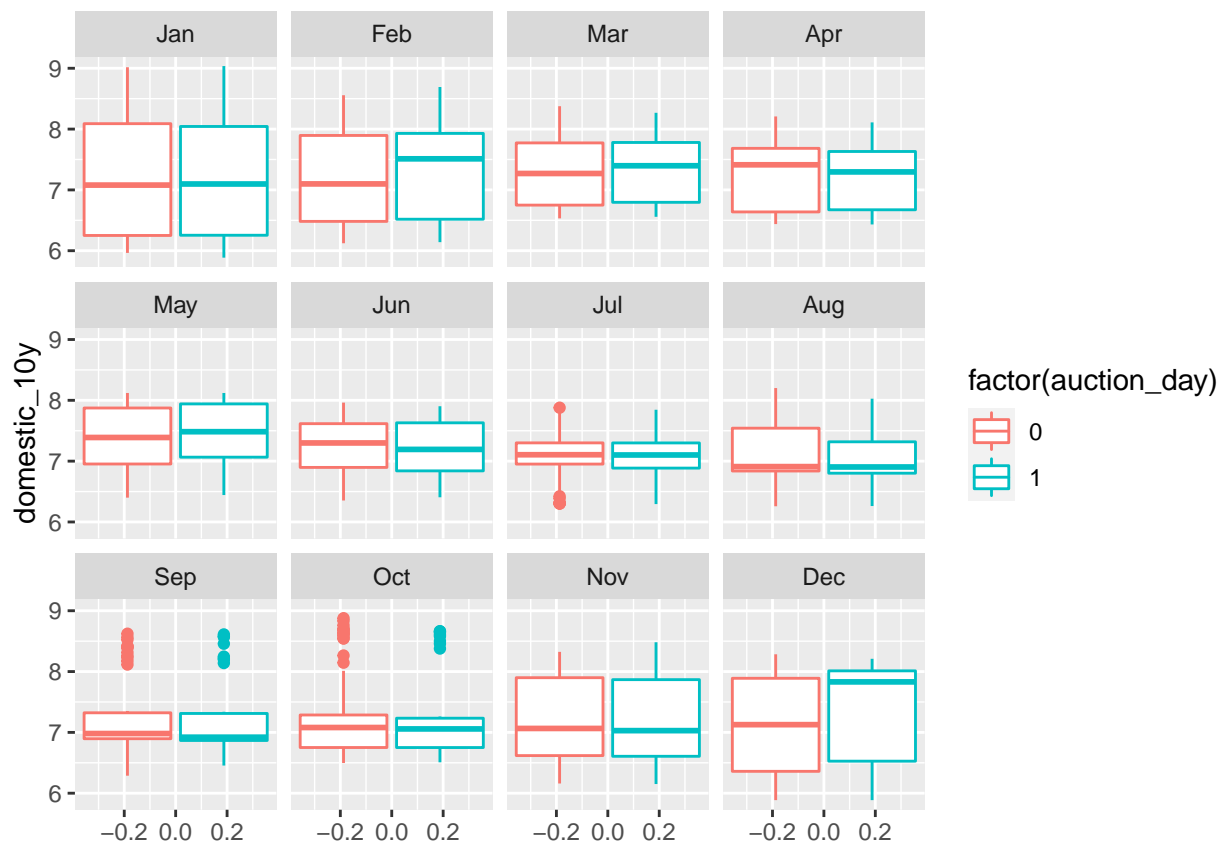 Jan Feb Mar Apr
9
8
7
6
May Jun Jul Aug
9
8
7
6
Sep Oct Nov Dec
9
8
7
6
−0.2 0.0 0.2 −0.2 0.0 0.2 −0.2 0.0 0.2 −0.2 0.0 0.2
domestic_10y
factor(auction_day)
0
1